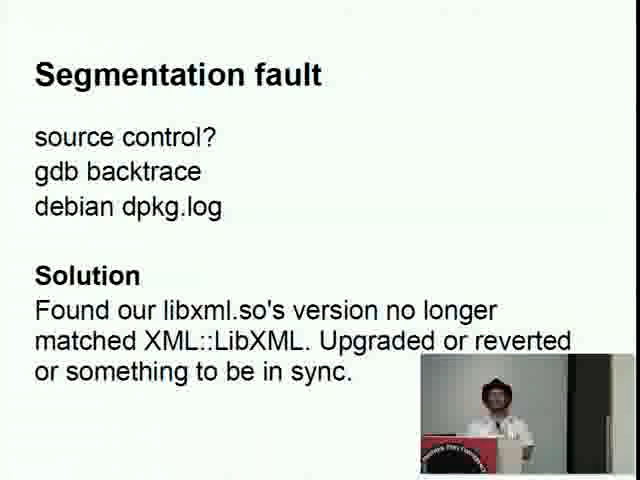 Segmentation fault
source control?
gdb backtrace
debian dpkg.log
Solution
Found our libxml.so's version no longer
matched XML::LibXML. Upgraded or reverted
or something to be in sync.